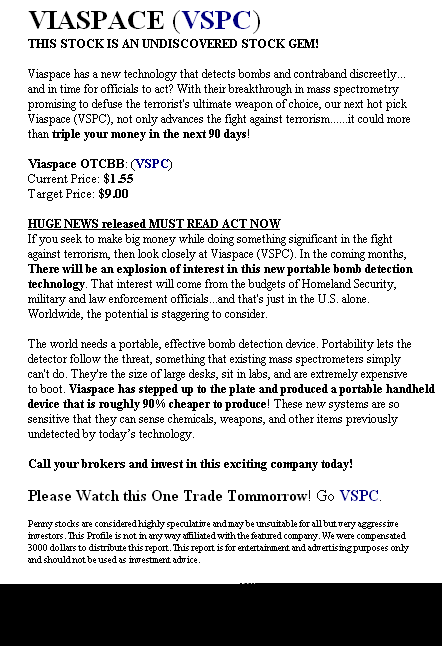 VIASPACE (VSPC)
THIS STOCK IS AN UNDISCOVERED STOCK GEM!
Viaspace has a new technology that detects bombs and contraband discreetly...
and in time for officials to act? With their breakthrough in mass spectrometry
promising to defuse the terrorist's ultimate weapon of choice, our next hot pick
Viaspace (VSPC), not only advances the fight against terrorism......it could more
than triple your money in the next 90 days!
Viaspace OTCBB: (VSPC)
Current Price: $1.55
Target Price: $9.00
HUGE NEWS released MUST READ ACT NOW
If you seek to make big money while doing something significant in the fight
against terrorism, then look closely at Viaspace (VSPC). In the coming months,
There will be an explosion of interest in this new portable bomb detection
technology. That interest will come from the budgets of Homeland Security,
military and law enforcement officials...and that's just in the U.S. alone.
Worldwide, the potential is staggering to consider.
The world needs a portable, effective bomb detection device. Portability lets the
detector follow the threat, something that existing mass spectrometers simply
can't do. They're the size of large desks, sit in labs, and are extremely expensive
to boot. Viaspace has stepped up to the plate and produced a portable handheld
device that is roughly 90% cheaper to produce! These new systems are so
sensitive that they can sense chemicals, weapons, and other items previously
undetected by today's technology.
Call your brokers and invest in this exciting company today!
Please Watch this One Trade Tommorrow! Go VSPC.
Penny stocks are considered highly speculative and may be unsuitable for all but very aggressive
investors. This Profile is not in any way affiliated with the featured company. We were compensated
3000 dollars to distribute this report. This report is for entertainment and advertising purposes only
and should not be used as investment advice.